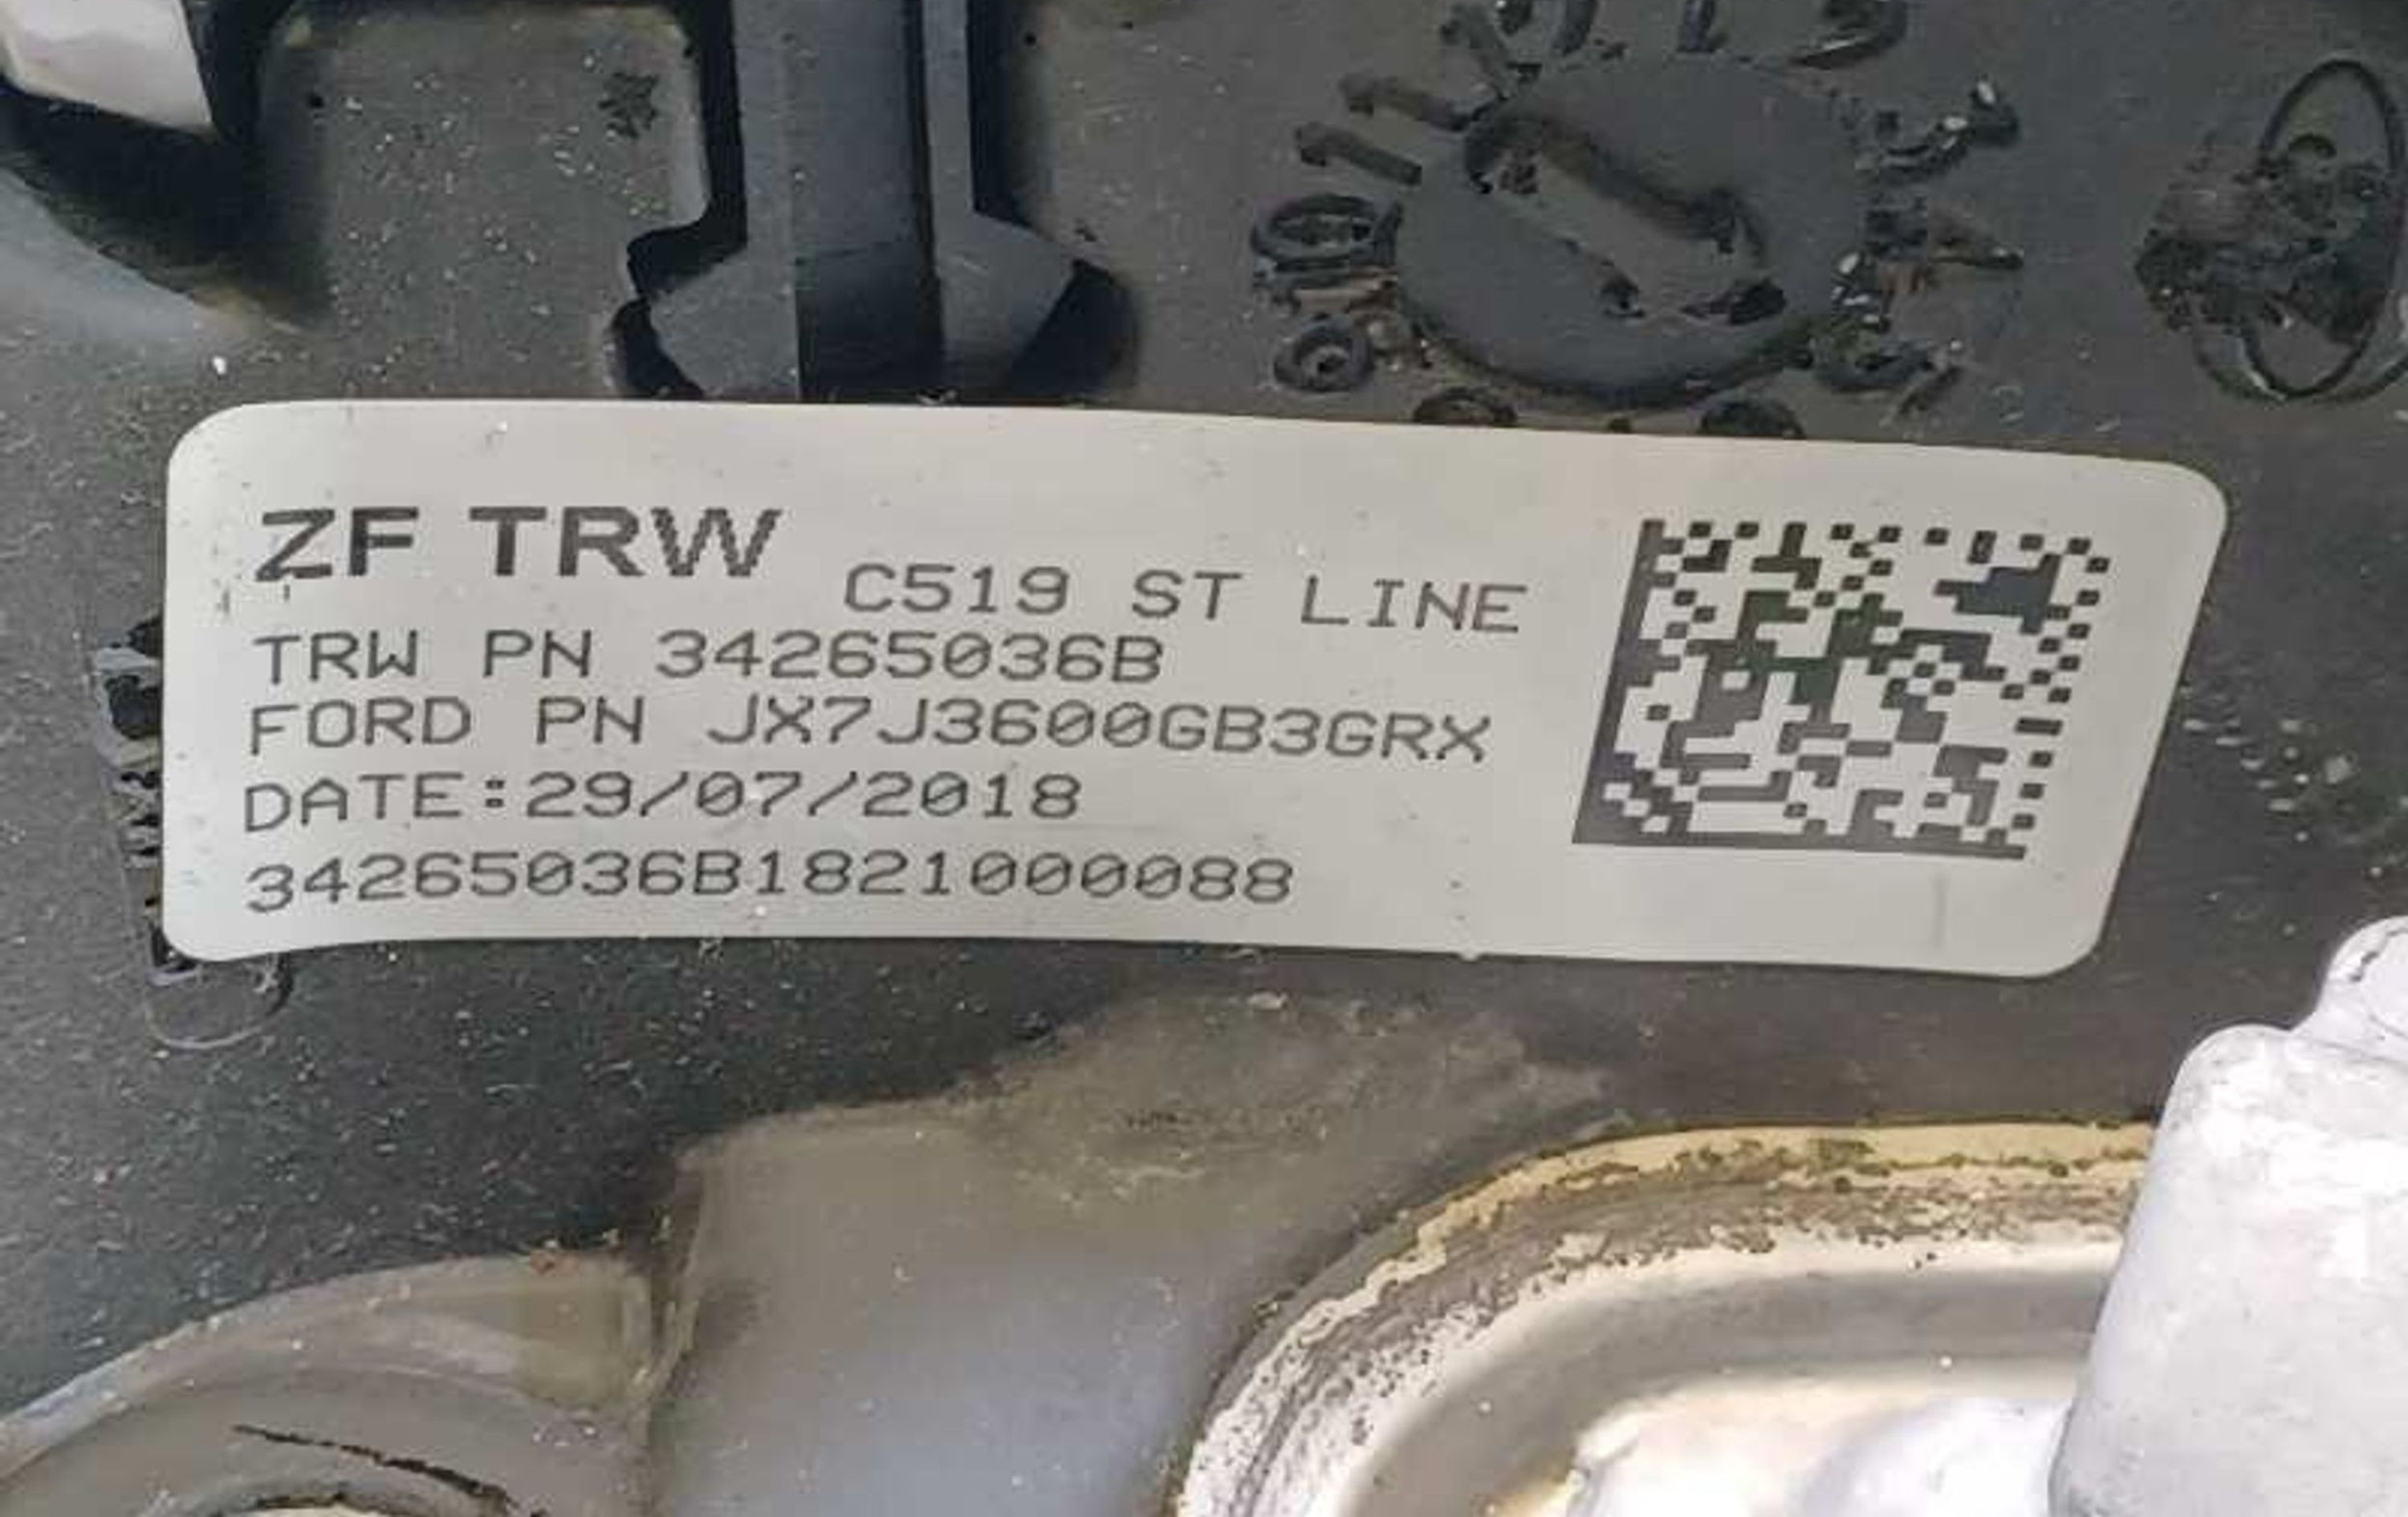 ZF TRW
C519 ST LINE
TRW PN 34265036B
FORD PN JX7J3600GB3GRX
DATE:29/07/2018
34265036B1821000088